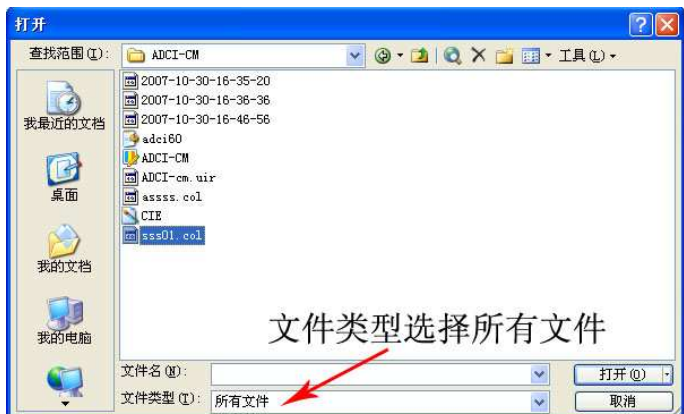 打开
查找范围(I):
ADCI-CM
工具(L)
我最近的文档
桌面
我的文档
我的电脑
2007-10-30-16-35-20
2007-10-30-16-36-36
2007-10-30-16-46-56
adci60
ADCI-CM
ADCI-cm.uir
assss.col
CIE
sss01.col
文件类型选择所有文件
文件名(N):
打开(O)
文件类型(T):
所有文件
取消